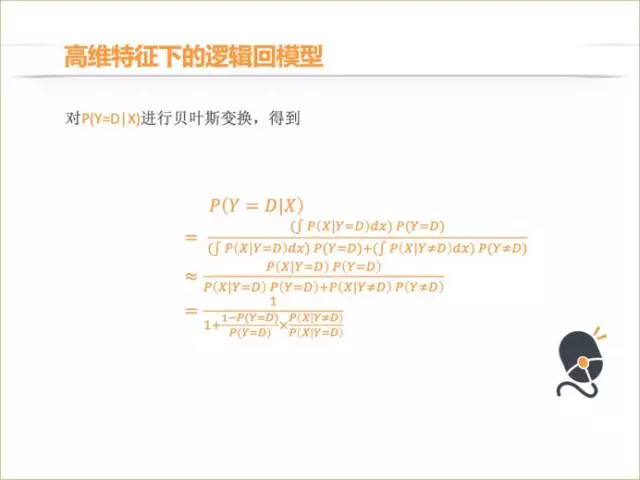 高维特征下的逻辑回模型
对P(Y=D|X)进行贝叶斯变换，得到
P(Y = D|X)
= (∫ P(X|Y=D)dx) P(Y=D) / (∫ P(X|Y=D)dx) P(Y=D)+(∫ P(X|Y≠D)dx) P(Y≠D)
≈ P(X|Y=D) P(Y=D) / P(X|Y=D) P(Y=D)+P(X|Y≠D) P(Y≠D)
= 1 / 1+ 1−P(Y=D) / P(Y=D) × P(X|Y≠D) / P(X|Y=D)